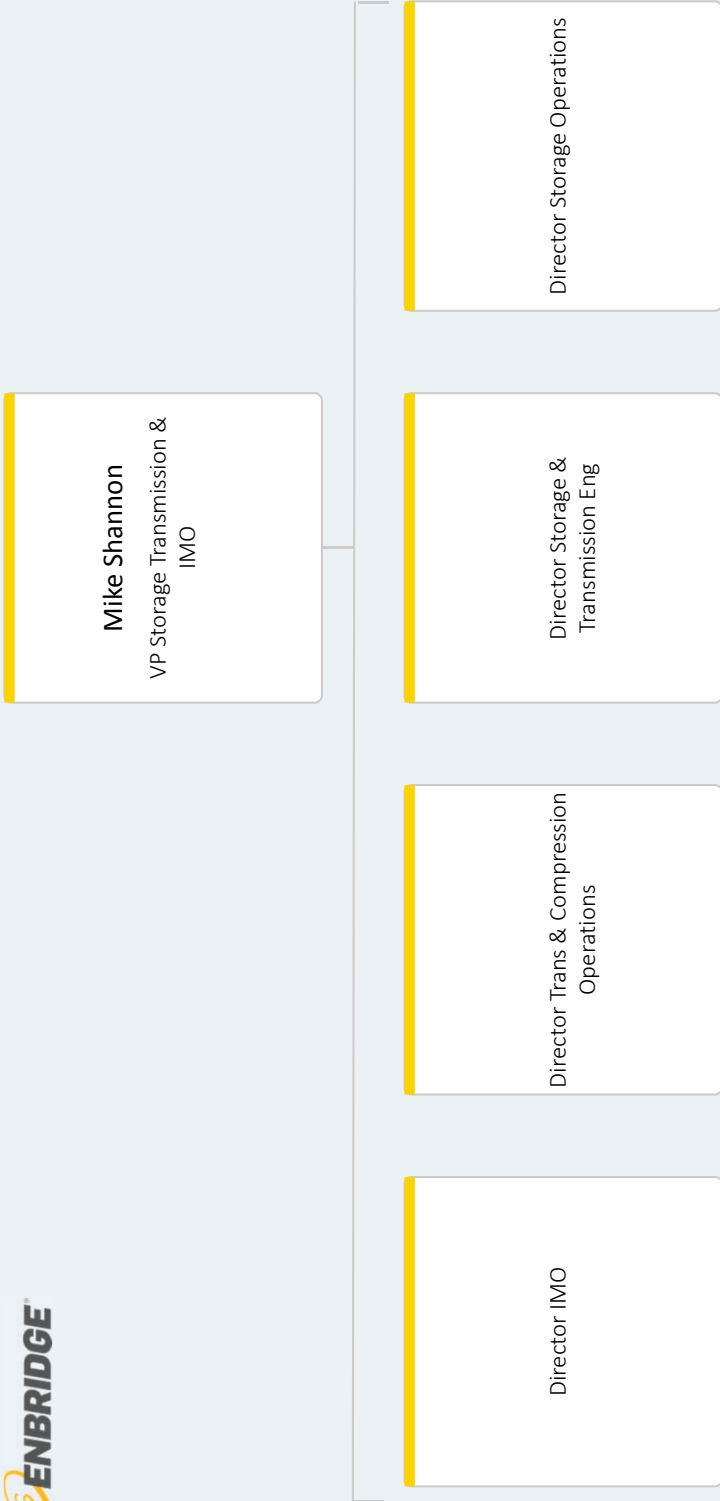 ENBRIDGE
Mike Shannon
VP Storage Transmission &
IMO
Director IMO
Director Trans & Compression
Operations
Director Storage &
Transmission Eng
Director Storage Operations